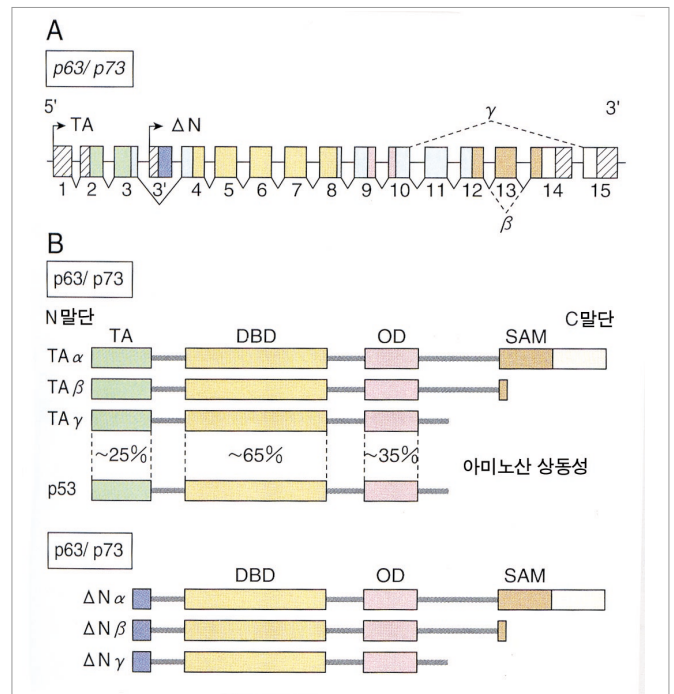 A
p63/ p73
5' 3'
TA ΔN γ
1 2 3 3' 4 5 6 7 8 9 10 11 12 13 14 15
β
B
p63/ p73
N말단 C말단
TA DBD OD SAM
TA α
TA β
TA γ
~25% ~65% ~35%
아미노산 상동성
p53
p63/ p73
DBD OD SAM
ΔN α
ΔN β
ΔN γ